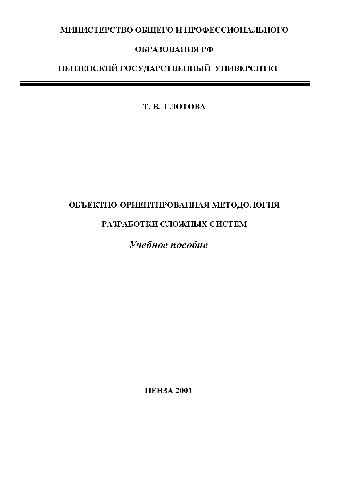 МИНИСТЕРСТВО ОБЩЕГО И ПРОФЕССИОНАЛЬНОГО
ОБРАЗОВАНИЯ РФ
ПЕНЗЕНСКИЙ ГОСУДАРСТВЕННЫЙ УНИВЕРСИТЕТ
Т. В. ГЛОТОВА
ОБЪЕКТНО-ОРИЕНТИРОВАННАЯ МЕТОДОЛОГИЯ
РАЗРАБОТКИ СЛОЖНЫХ СИСТЕМ
Учебное пособие
ПЕНЗА 2001